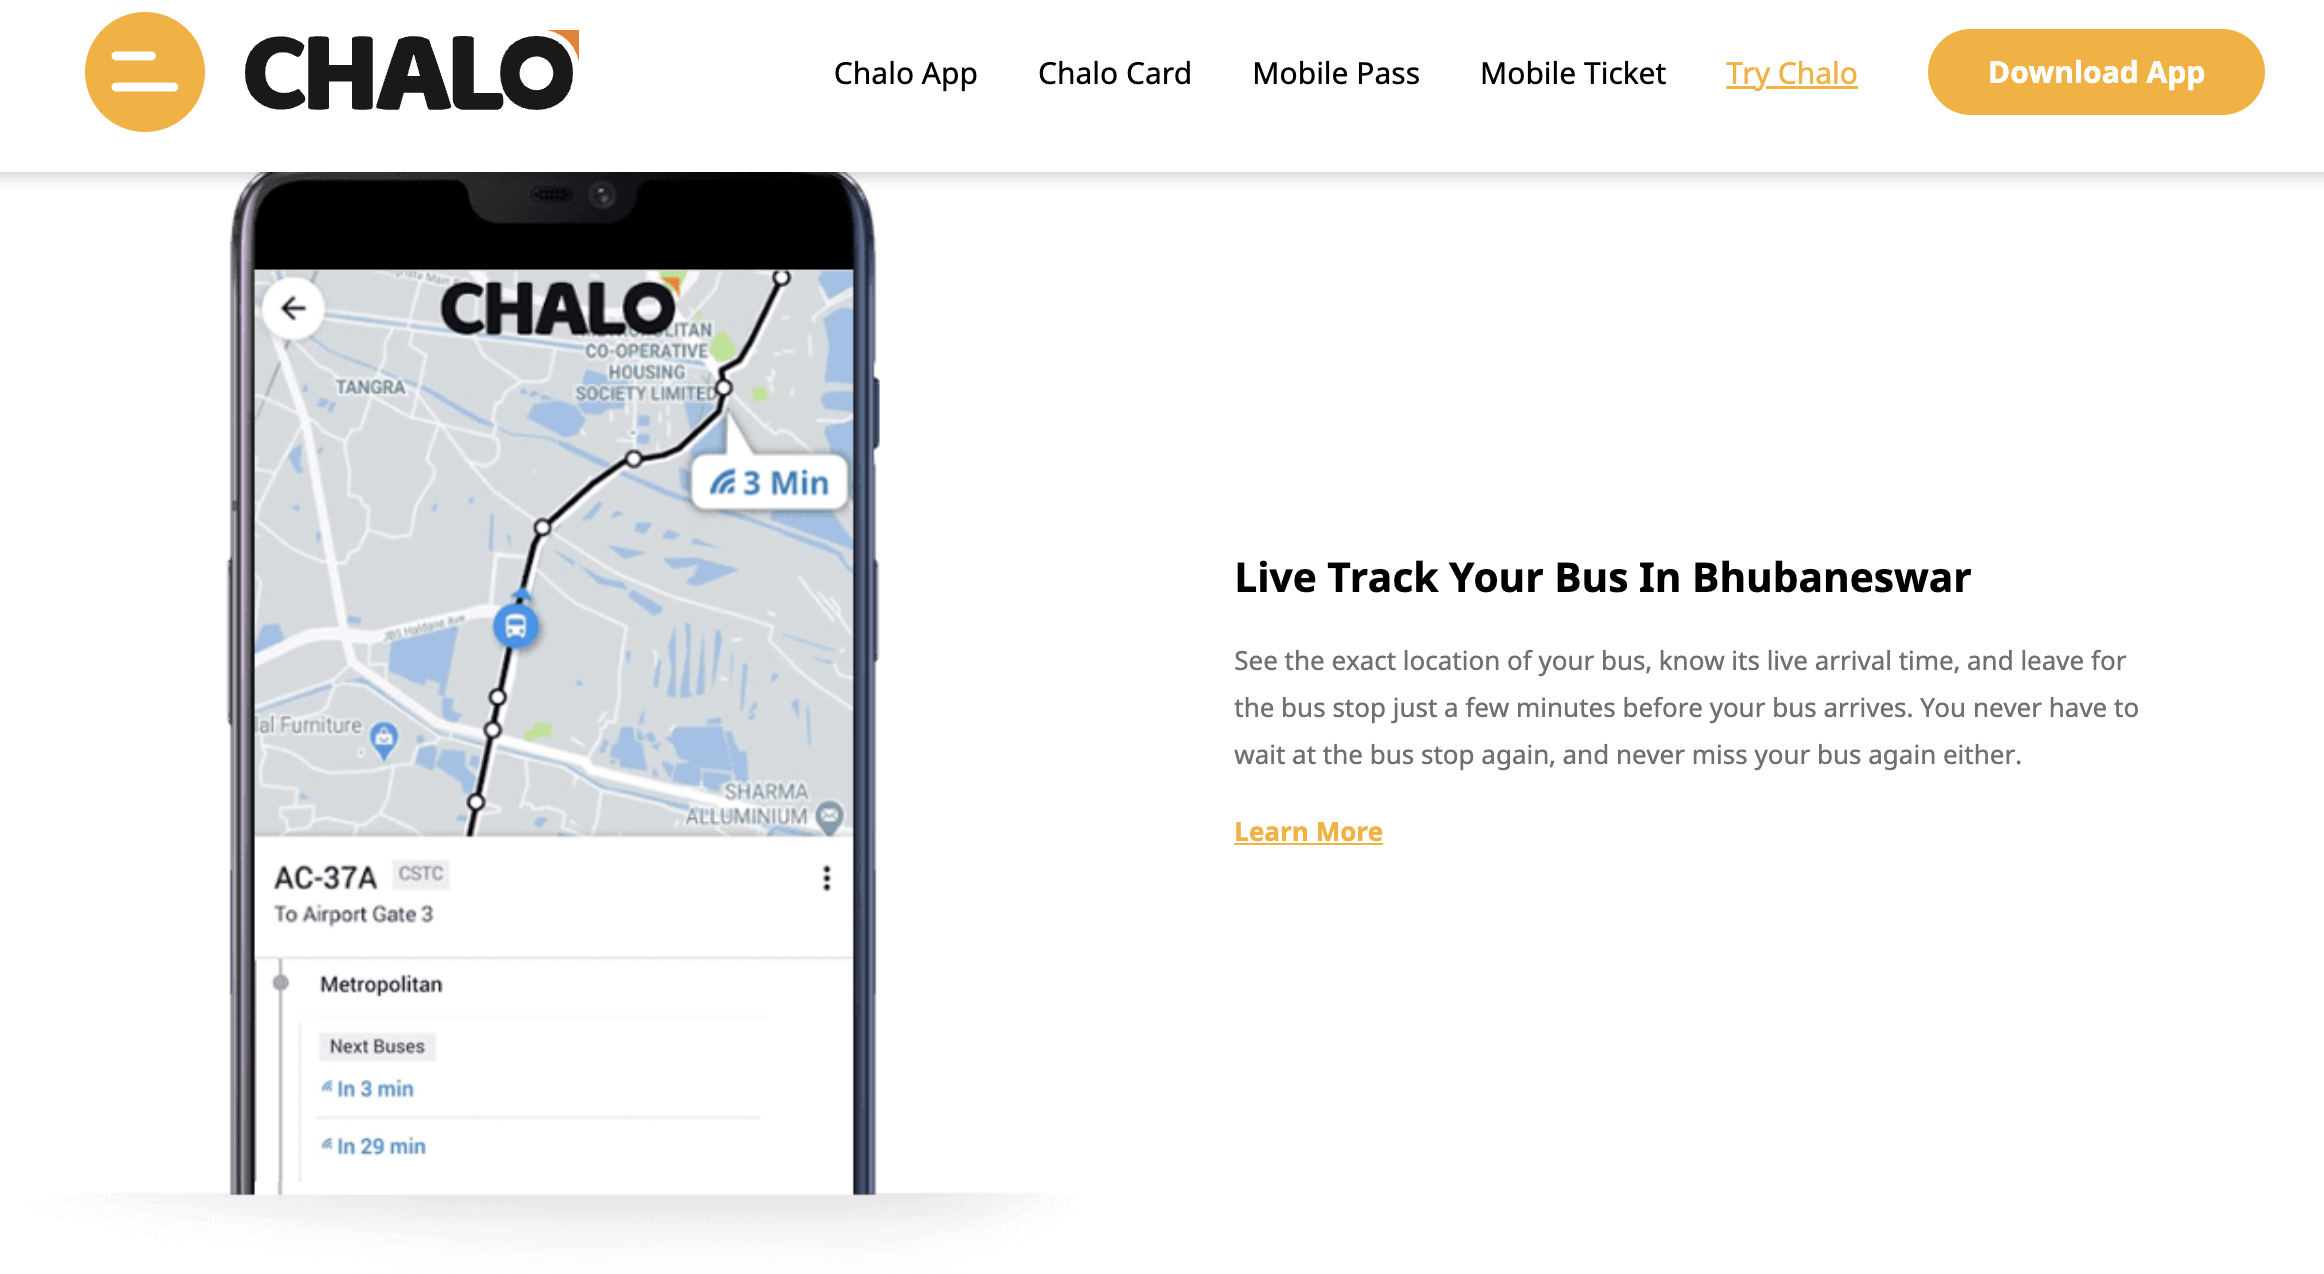 CHALO
Chalo App
Chalo Card
Mobile Pass
Mobile Ticket
Try Chalo
Download App
CHALO
CO-OPERATIVE
HOUSING
SOCIETY LIMITED
TANGRA
3 Min
JBS Haldane Ave
al Furniture
SHARMA
ALLUMINIUM
AC-37A CSTC
To Airport Gate 3
Metropolitan
Next Buses
In 3 min
In 29 min
Live Track Your Bus In Bhubaneswar
See the exact location of your bus, know its live arrival time, and leave for
the bus stop just a few minutes before your bus arrives. You never have to
wait at the bus stop again, and never miss your bus again either.
Learn More